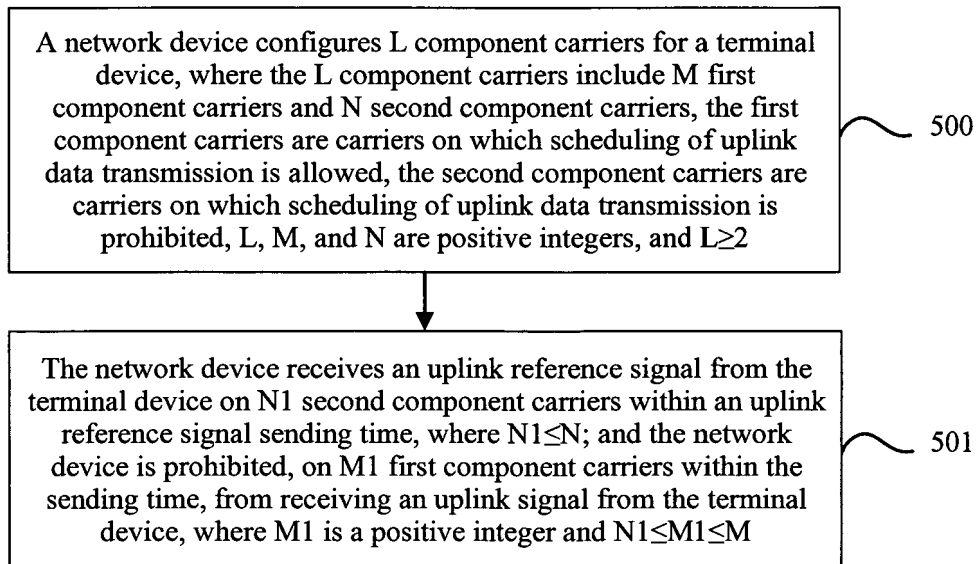 A network device configures L component carriers for a terminal
device, where the L component carriers include M first
component carriers and N second component carriers, the first
component carriers are carriers on which scheduling of uplink
data transmission is allowed, the second component carriers are
carriers on which scheduling of uplink data transmission is
prohibited, L, M, and N are positive integers, and L≥2
500
The network device receives an uplink reference signal from the
terminal device on N1 second component carriers within an uplink
reference signal sending time, where N1≤N; and the network
device is prohibited, on M1 first component carriers within the
sending time, from receiving an uplink signal from the terminal
device, where M1 is a positive integer and N1≤M1≤M
501